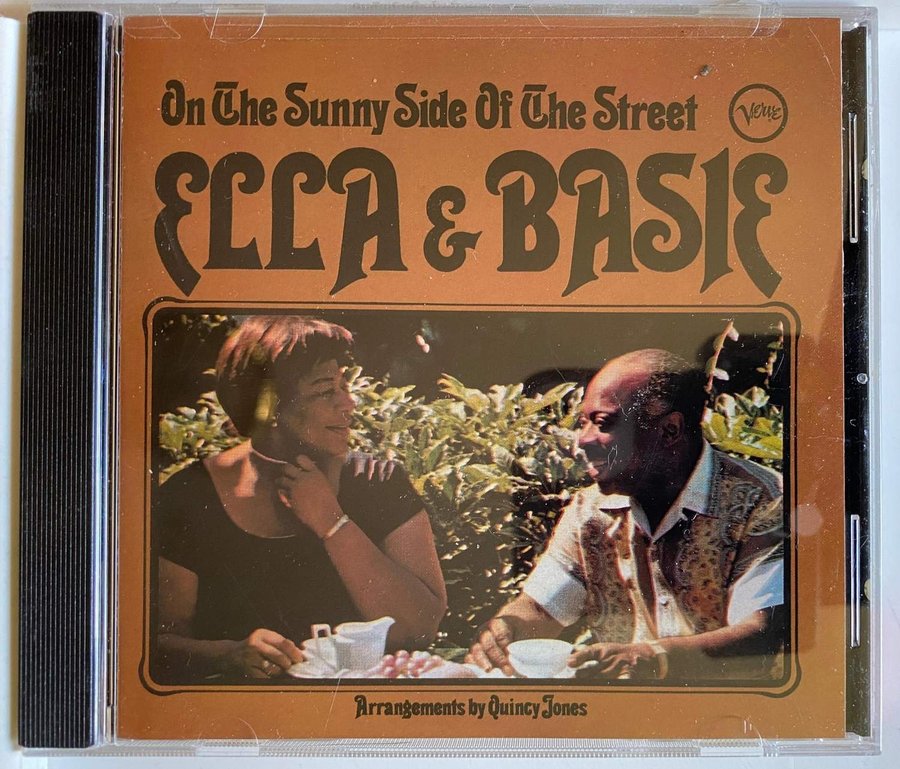 On The Sunny Side Of The Street
Verve
ELLA & BASIE
Arrangements by Quincy Jones